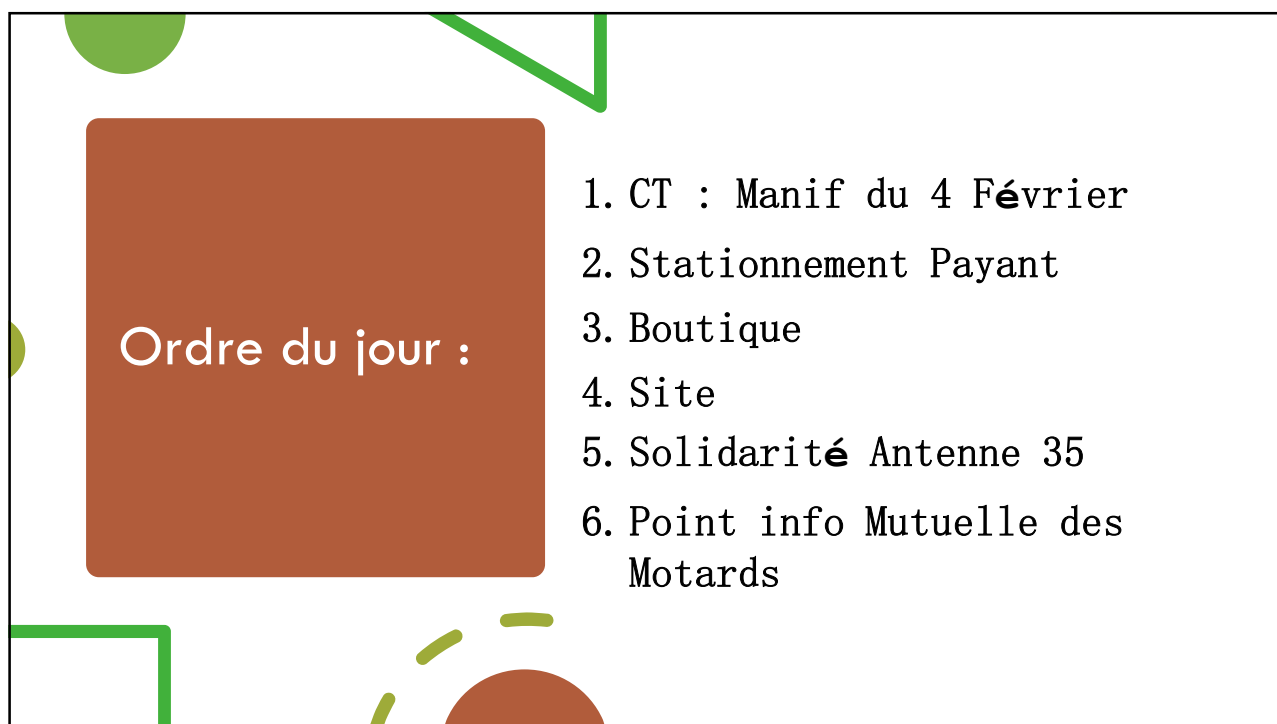 Ordre du jour :
1. CT : Manif du 4 Février
2. Stationnement Payant
3. Boutique
4. Site
5. Solidarité Antenne 35
6. Point info Mutuelle des
Motards